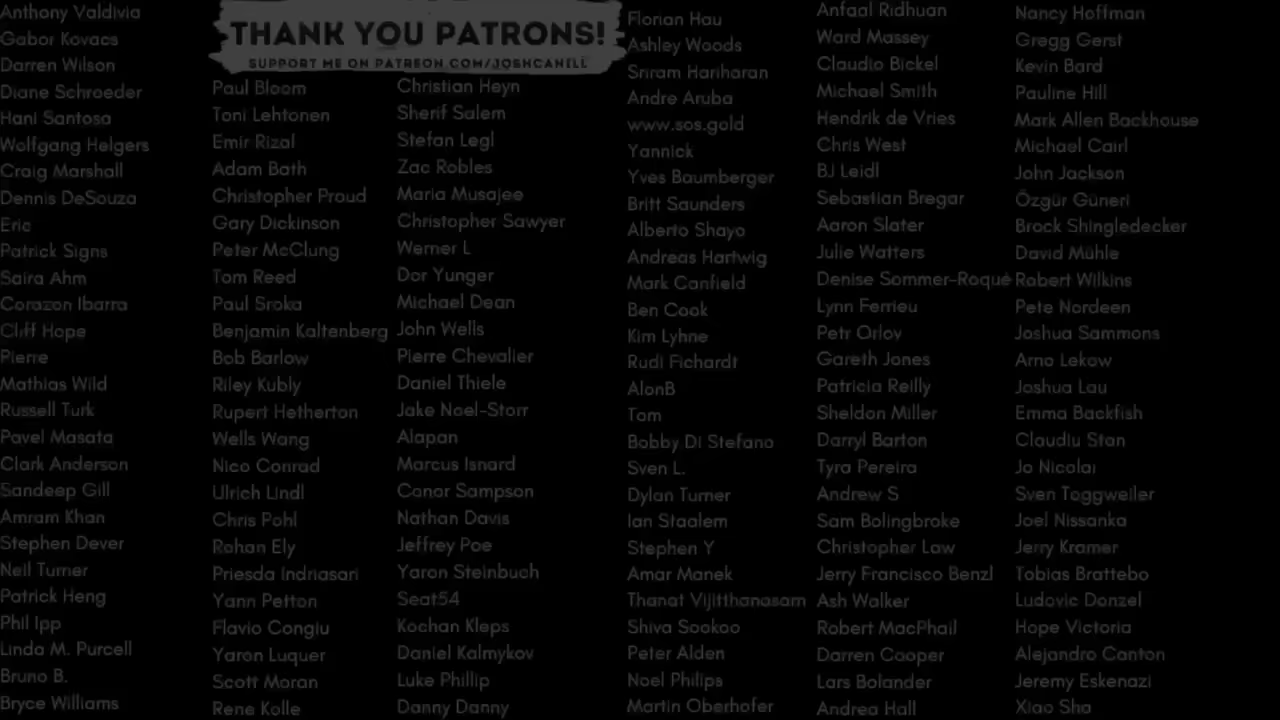 THANK YOU PATRONS!
SUPPORT ME ON PATREON.COM/JOSHCAHILL
Anthony Valdivia
Gabor Kovacs
Darren Wilson
Diane Schroeder
Hani Santosa
Wolfgang Helgers
Craig Marshall
Dennis DeSouza
Eric
Patrick Signs
Saira Ahm
Corazon Ibarra
Cliff Hope
Pierre
Mathias Wild
Russell Turk
Pavel Masata
Clark Anderson
Sandeep Gill
Amram Khan
Stephen Dever
Neil Turner
Patrick Heng
Phil Ipp
Linda M. Purcell
Bruno B.
Bryce Williams
Paul Bloom
Toni Lehtonen
Emir Rizal
Adam Bath
Christopher Proud
Gary Dickinson
Peter McClung
Tom Reed
Paul Sroka
Benjamin Kaltenberg
Bob Barlow
Riley Kubly
Rupert Hetherton
Wells Wang
Nico Conrad
Ulrich Lindl
Chris Pohl
Rohan Ely
Priesda Indriasari
Yann Petton
Flavio Congiu
Yaron Luquer
Scott Moran
Rene Kolle
Christian Heyn
Sherif Salem
Stefan Legl
Zac Robles
Maria Musajee
Christopher Sawyer
Werner L
Dor Yunger
Michael Dean
John Wells
Pierre Chevalier
Daniel Thiele
Jake Noel-Storr
Alapan
Marcus Isnard
Conor Sampson
Nathan Davis
Jeffrey Poe
Yaron Steinbuch
Seat54
Kochan Kleps
Daniel Kalmykov
Luke Phillip
Danny Danny
Florian Hau
Ashley Woods
Sriram Hariharan
Andre Aruba
www.sos.gold
Yannick
Yves Baumberger
Britt Saunders
Alberto Shayo
Andreas Hartwig
Mark Canfield
Ben Cook
Kim Lyhne
Rudi Fichardt
AlonB
Tom
Bobby Di Stefano
Sven L.
Dylan Turner
Ian Staalem
Stephen Y
Amar Manek
Thanat Vijitthanasarn
Shiva Sookoo
Peter Alden
Noel Philips
Martin Oberhofer
Anfaal Ridhuan
Ward Massey
Claudio Bickel
Michael Smith
Hendrik de Vries
Chris West
BJ Leidl
Sebastian Bregar
Aaron Slater
Julie Watters
Denise Sommer-Roqué
Lynn Ferrieu
Petr Orlov
Gareth Jones
Patricia Reilly
Sheldon Miller
Darryl Barton
Tyra Pereira
Andrew S
Sam Bolingbroke
Christopher Law
Jerry Francisco Benzl
Ash Walker
Robert MacPhail
Darren Cooper
Lars Bolander
Andrea Hall
Nancy Hoffman
Gregg Gerst
Kevin Bard
Pauline Hill
Mark Allen Backhouse
Michael Cairl
John Jackson
Özgür Güneri
Brock Shingledecker
David Mühle
Robert Wilkins
Pete Nordeen
Joshua Sammons
Arno Lekow
Joshua Lau
Emma Backfish
Claudiu Stan
Jo Nicolai
Sven Toggweiler
Joel Nissanka
Jerry Kramer
Tobias Brattebo
Ludovic Donzel
Hope Victoria
Alejandro Canton
Jeremy Eskenazi
Xiao Sha